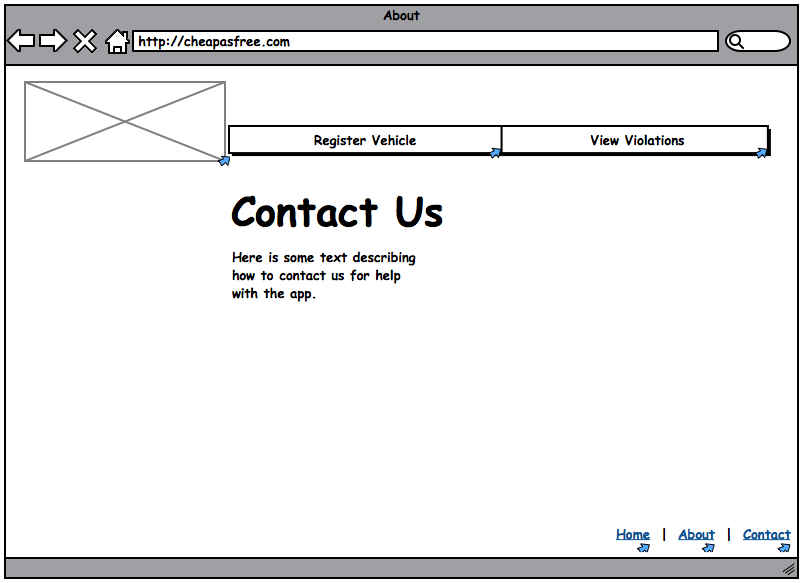 About
http://cheapasfree.com
Register Vehicle
View Violations
Contact Us
Here is some text describing
how to contact us for help
with the app.
Home | About | Contact